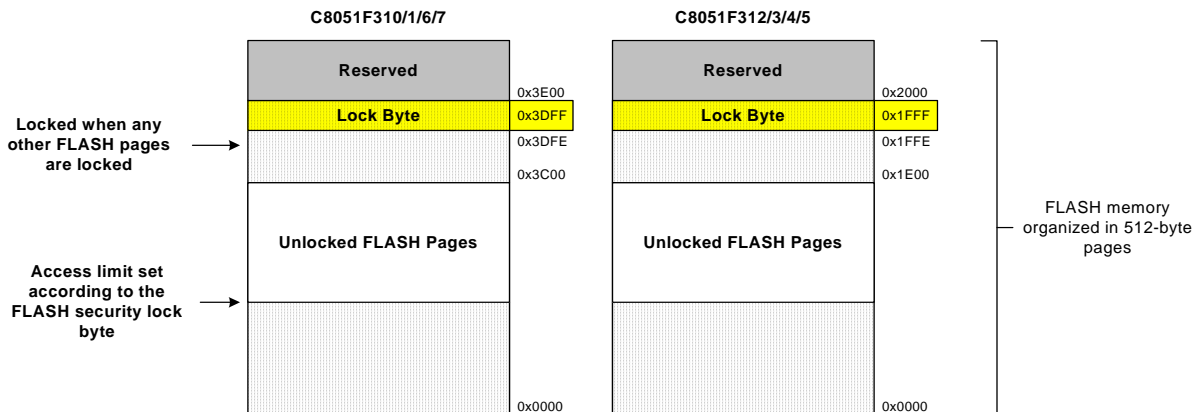 C8051F310/1/6/7
C8051F312/3/4/5
Reserved
Reserved
0x3E00
0x2000
Lock Byte
0x3DFF
Lock Byte
0x1FFF
Locked when any
other FLASH pages
are locked
0x3DFE
0x1FFE
0x3C00
0x1E00
Unlocked FLASH Pages
Unlocked FLASH Pages
FLASH memory
organized in 512-byte
pages
Access limit set
according to the
FLASH security lock
byte
0x0000
0x0000